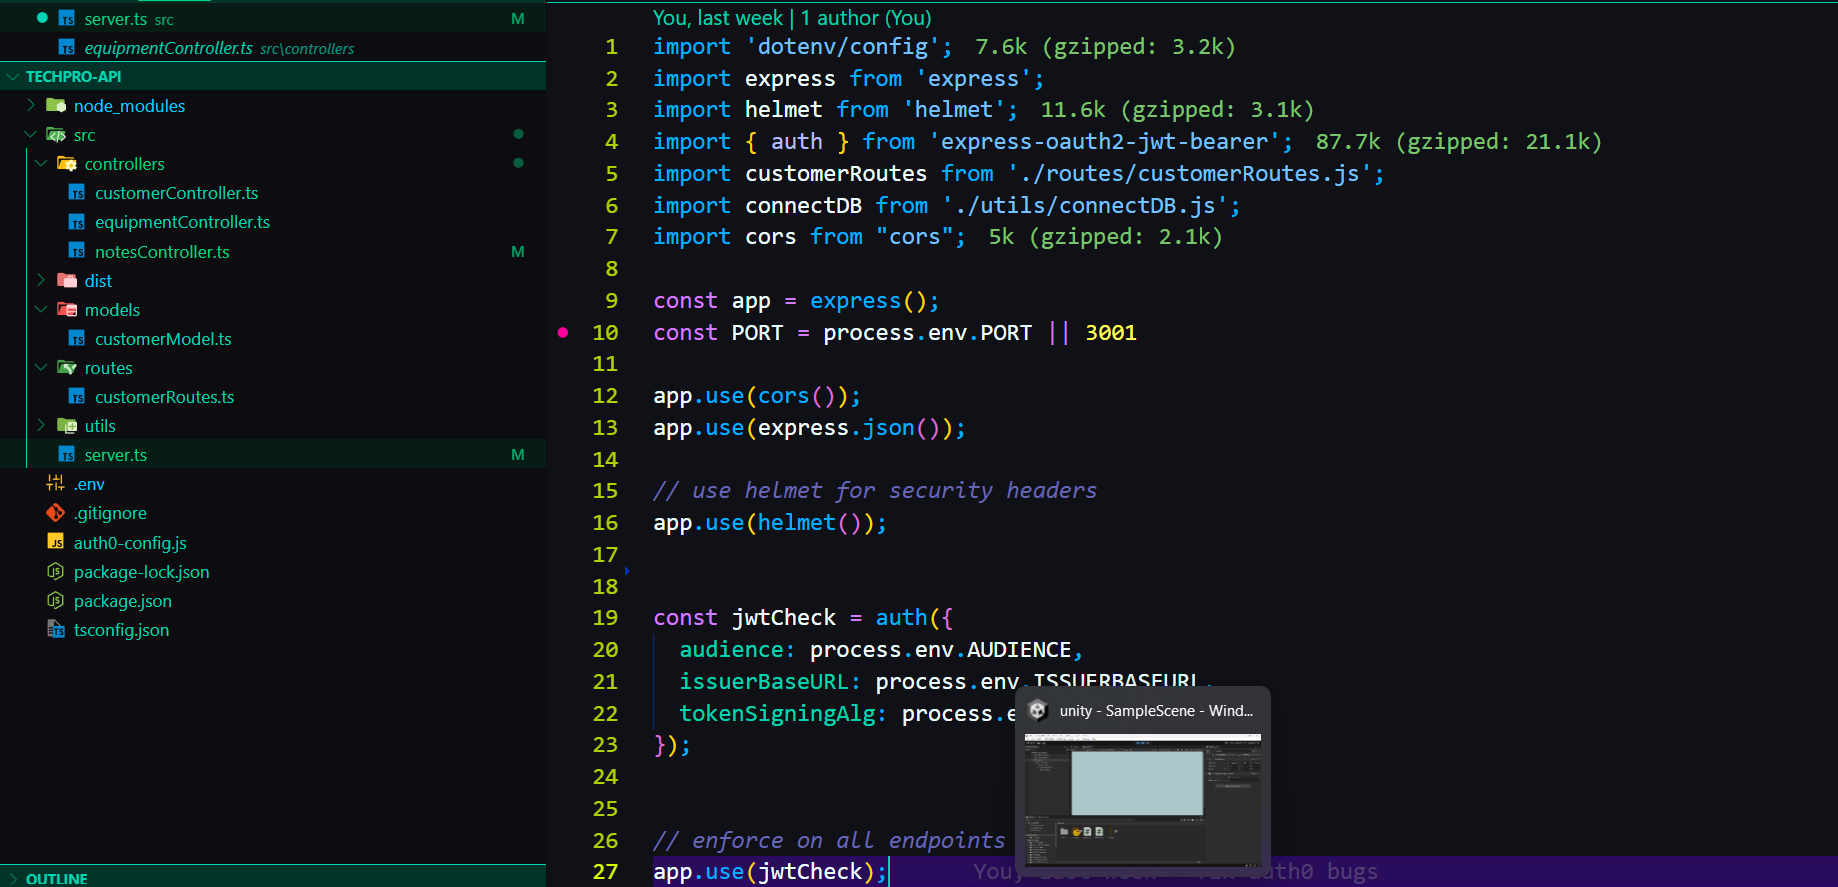 server.ts src M
equipmentController.ts src\controllers
TECHPRO-API
node_modules
src
controllers
customerController.ts
equipmentController.ts
notesController.ts M
dist
models
customerModel.ts
routes
customerRoutes.ts
utils
server.ts M
.env
.gitignore
auth0-config.js
package-lock.json
package.json
tsconfig.json
OUTLINE
You, last week | 1 author (You)
1 import 'dotenv/config'; 7.6k (gzipped: 3.2k)
2 import express from 'express';
3 import helmet from 'helmet'; 11.6k (gzipped: 3.1k)
4 import { auth } from 'express-oauth2-jwt-bearer'; 87.7k (gzipped: 21.1k)
5 import customerRoutes from './routes/customerRoutes.js';
6 import connectDB from './utils/connectDB.js';
7 import cors from "cors"; 5k (gzipped: 2.1k)
8
9 const app = express();
10 const PORT = process.env.PORT || 3001
11
12 app.use(cors());
13 app.use(express.json());
14
15 // use helmet for security headers
16 app.use(helmet());
17
18
19 const jwtCheck = auth({
20 audience: process.env.AUDIENCE,
21 issuerBaseURL: process.env.ISSUERBASEURL,
22 tokenSigningAlg: process.e
23 });
24
25
26 // enforce on all endpoints
27 app.use(jwtCheck); You, auth0 bugs
unity - SampleScene - Wind...